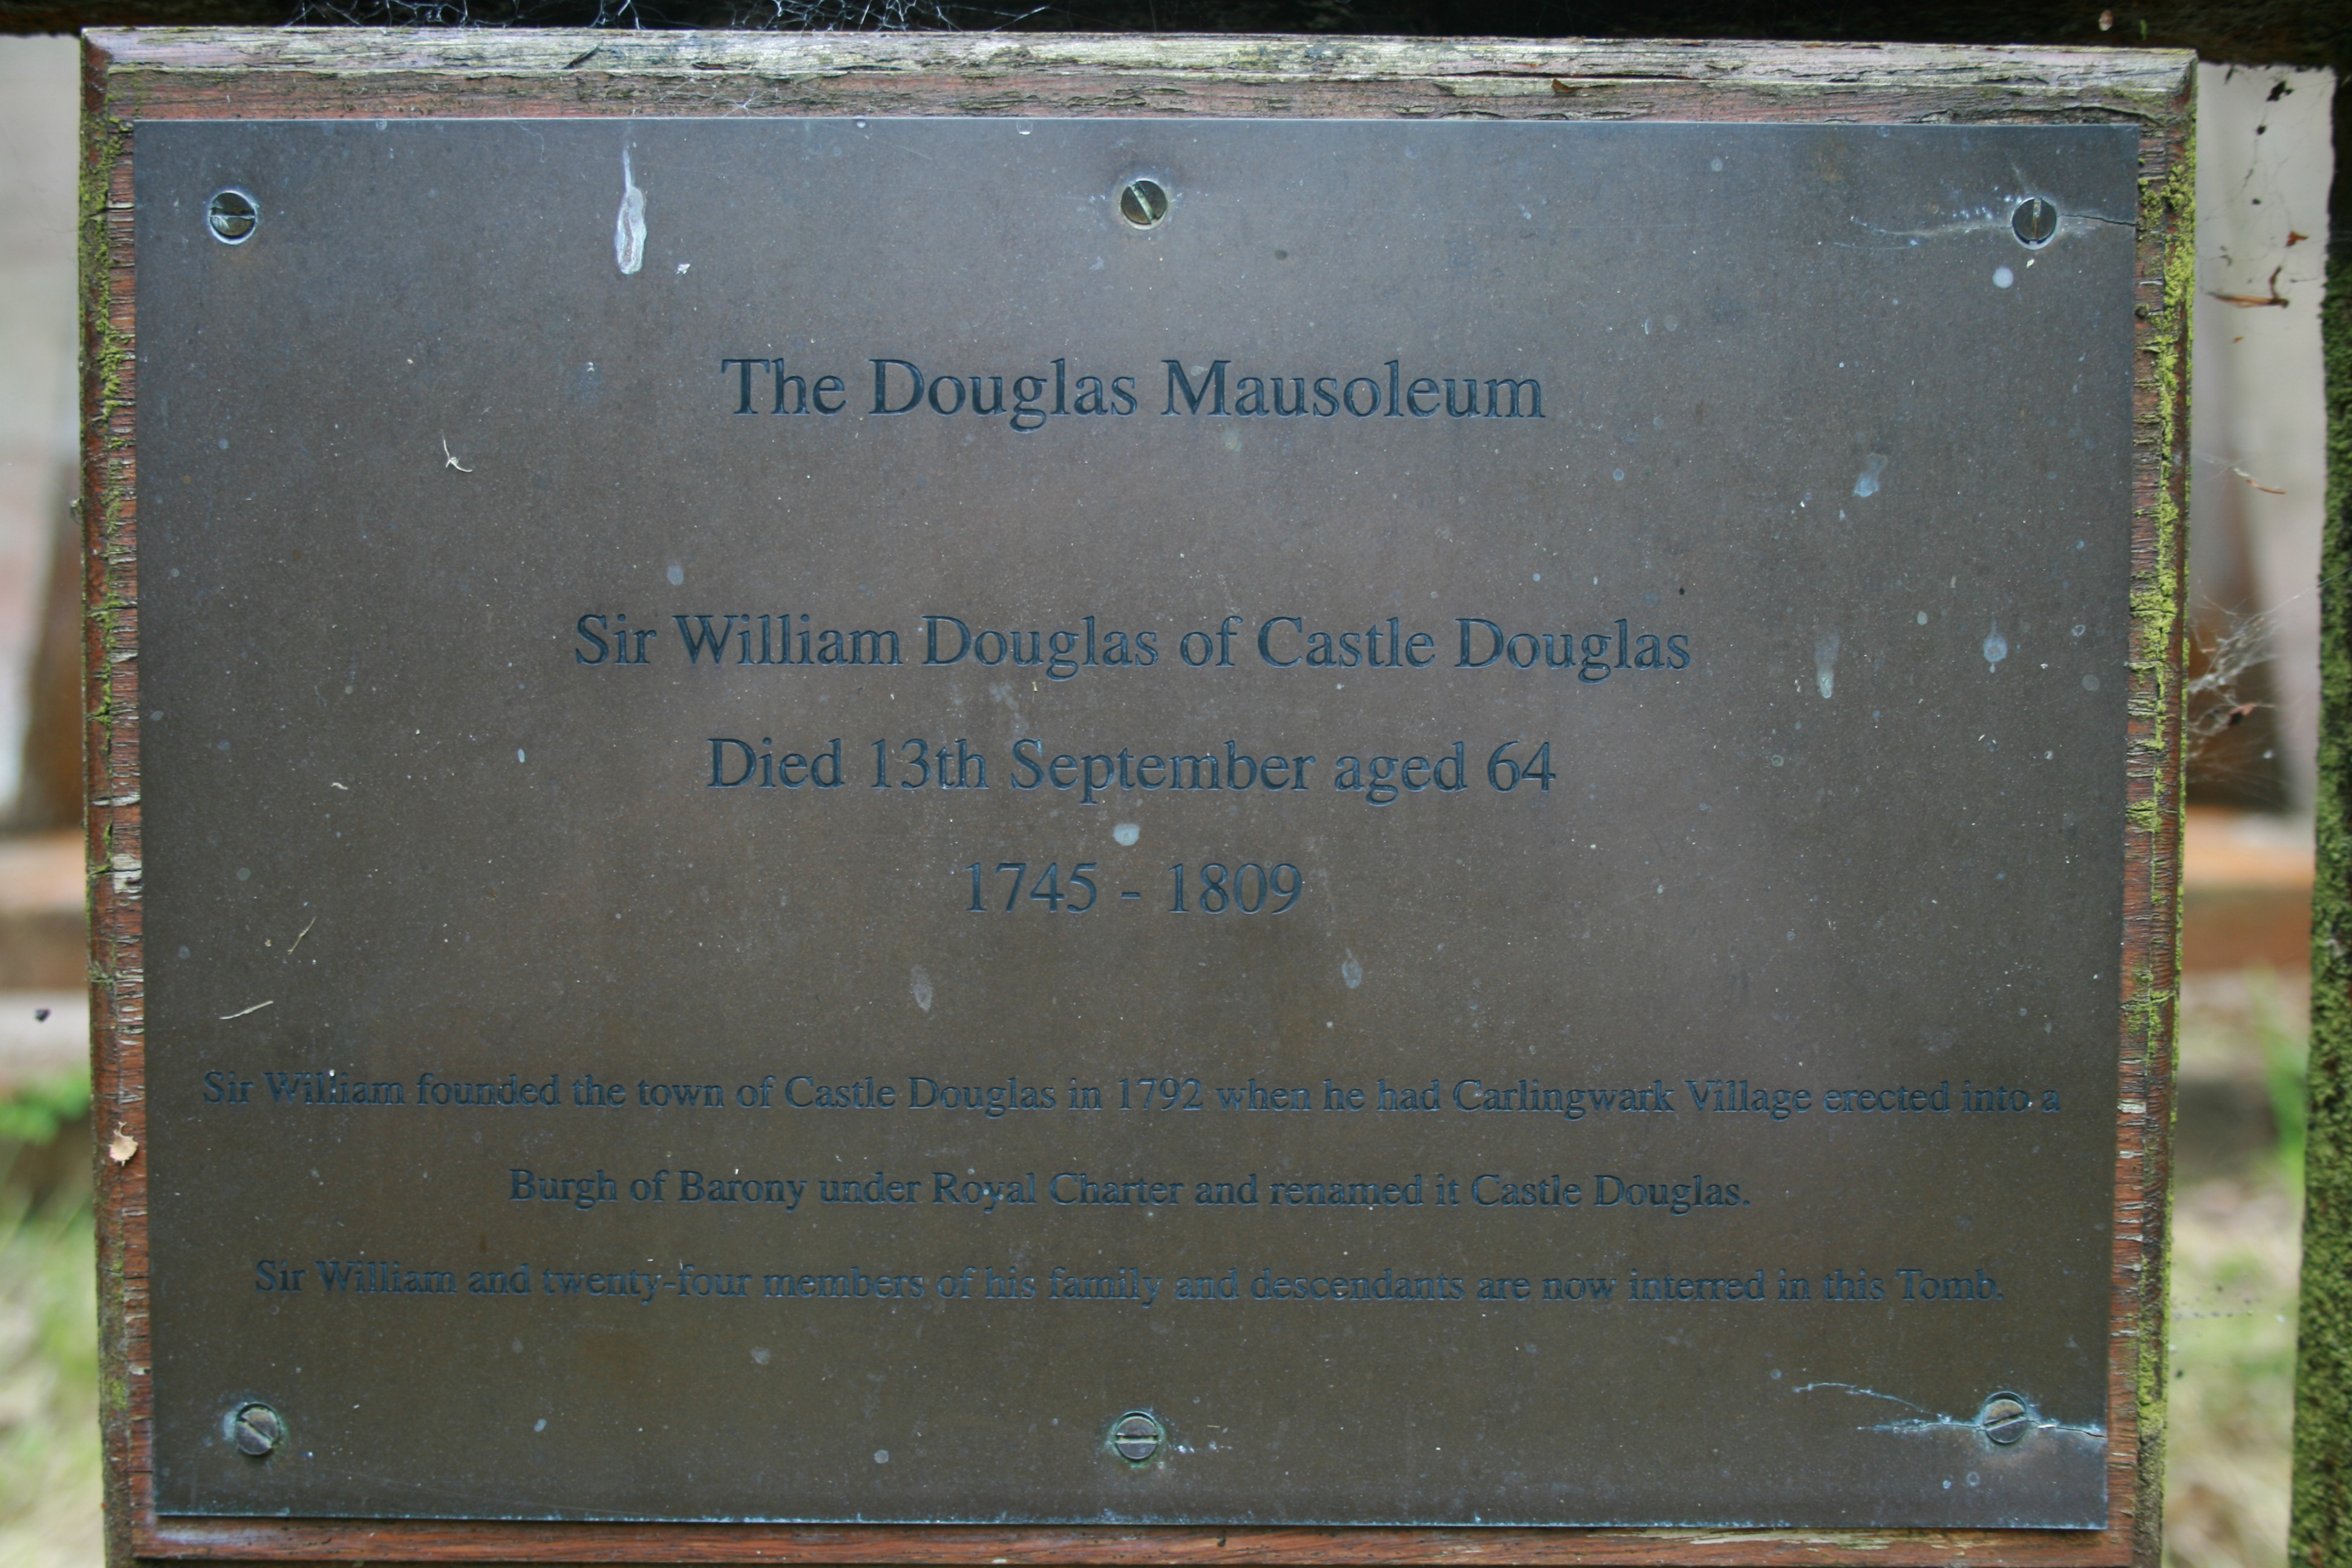 The Douglas Mausoleum
Sir William Douglas of Castle Douglas
Died 13th September aged 64
1745 - 1809
Sir William founded the town of Castle Douglas in 1792 when he had Carlingwark Village erected into a
Burgh of Barony under Royal Charter and renamed it Castle Douglas.
Sir William and twenty-four members of his family and descendants are now interred in this Tomb.